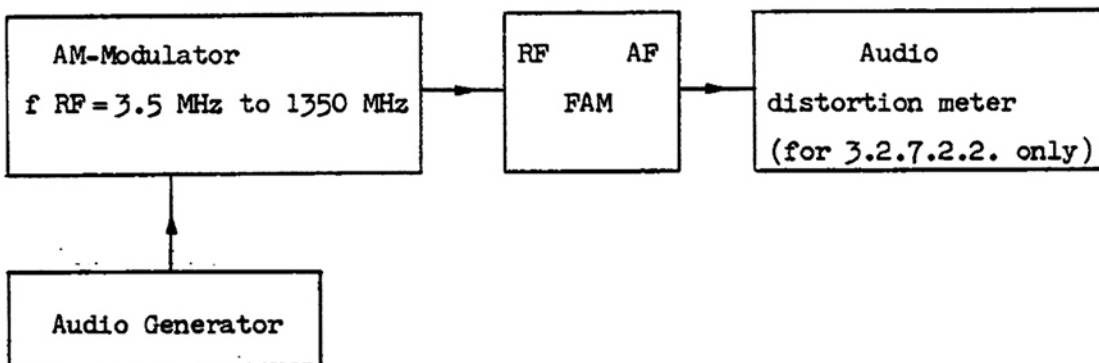 AM-Modulator
f RF = 3.5 MHz to 1350 MHz
RF AF
FAM
Audio
distortion meter
(for 3.2.7.2.2. only)
Audio Generator